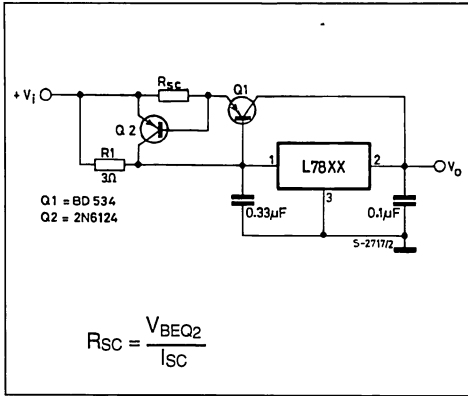 + Vi
RSC
Q1
Q2
R1
3Ω
1
L78XX
2
Vo
3
Q1 = BD 534
Q2 = 2N6124
0.33µF
0.1µF
S-2717/2
RSC = VBEQ2 / ISC